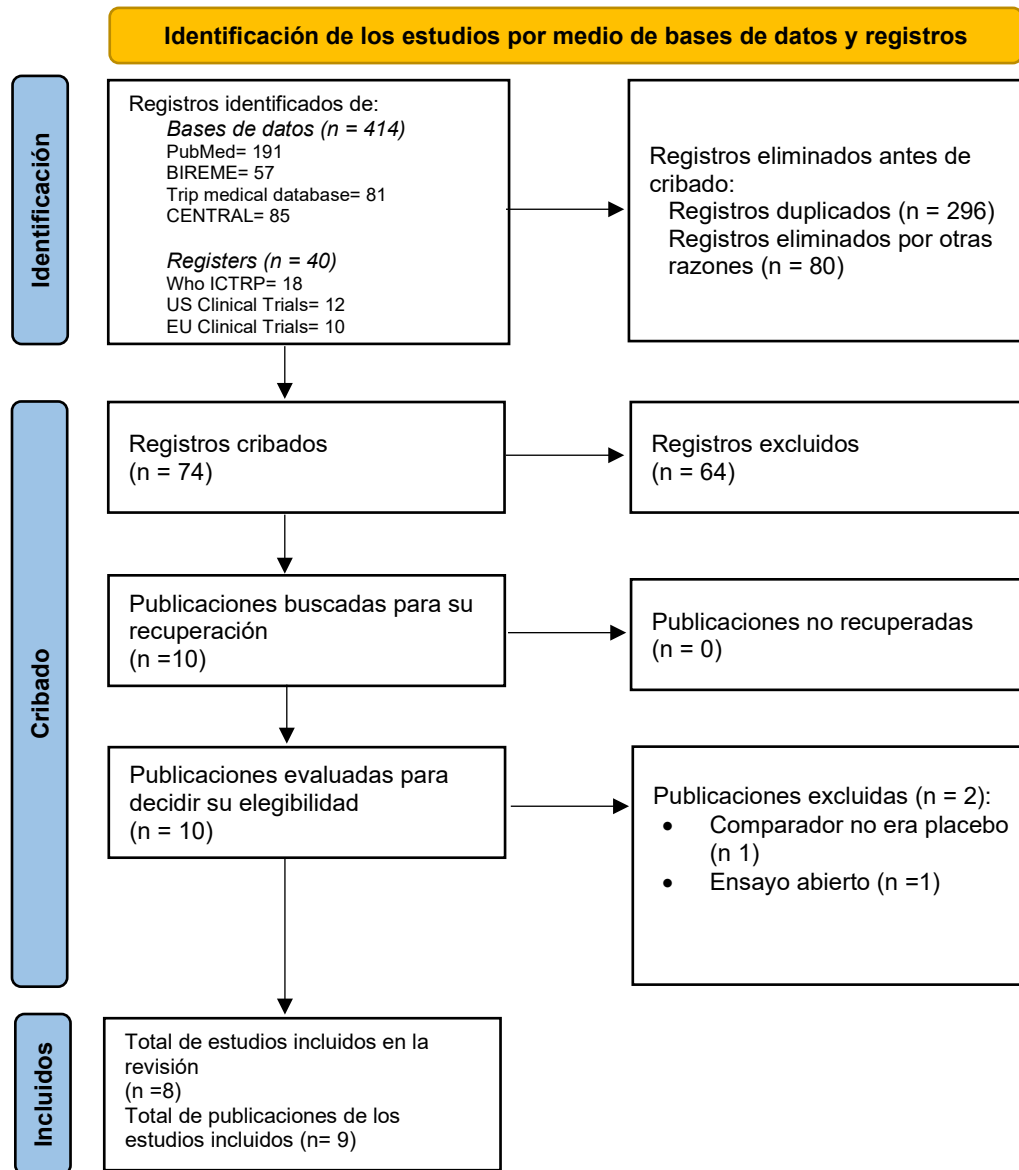 Identificación de los estudios por medio de bases de datos y registros
Identificación
Registros identificados de:
Bases de datos (n = 414)
PubMed= 191
BIREME= 57
Trip medical database= 81
CENTRAL= 85
Registers (n = 40)
Who ICTRP= 18
US Clinical Trials= 12
EU Clinical Trials= 10
Registros eliminados antes de
cribado:
Registros duplicados (n = 296)
Registros eliminados por otras
razones (n = 80)
Cribado
Registros cribados
(n = 74)
Registros excluidos
(n = 64)
Publicaciones buscadas para su
recuperación
(n =10)
Publicaciones no recuperadas
(n = 0)
Publicaciones evaluadas para
decidir su elegibilidad
(n = 10)
Publicaciones excluidas (n = 2):
• Comparador no era placebo
(n 1)
• Ensayo abierto (n =1)
Incluidos
Total de estudios incluidos en la
revisión
(n =8)
Total de publicaciones de los
estudios incluidos (n= 9)